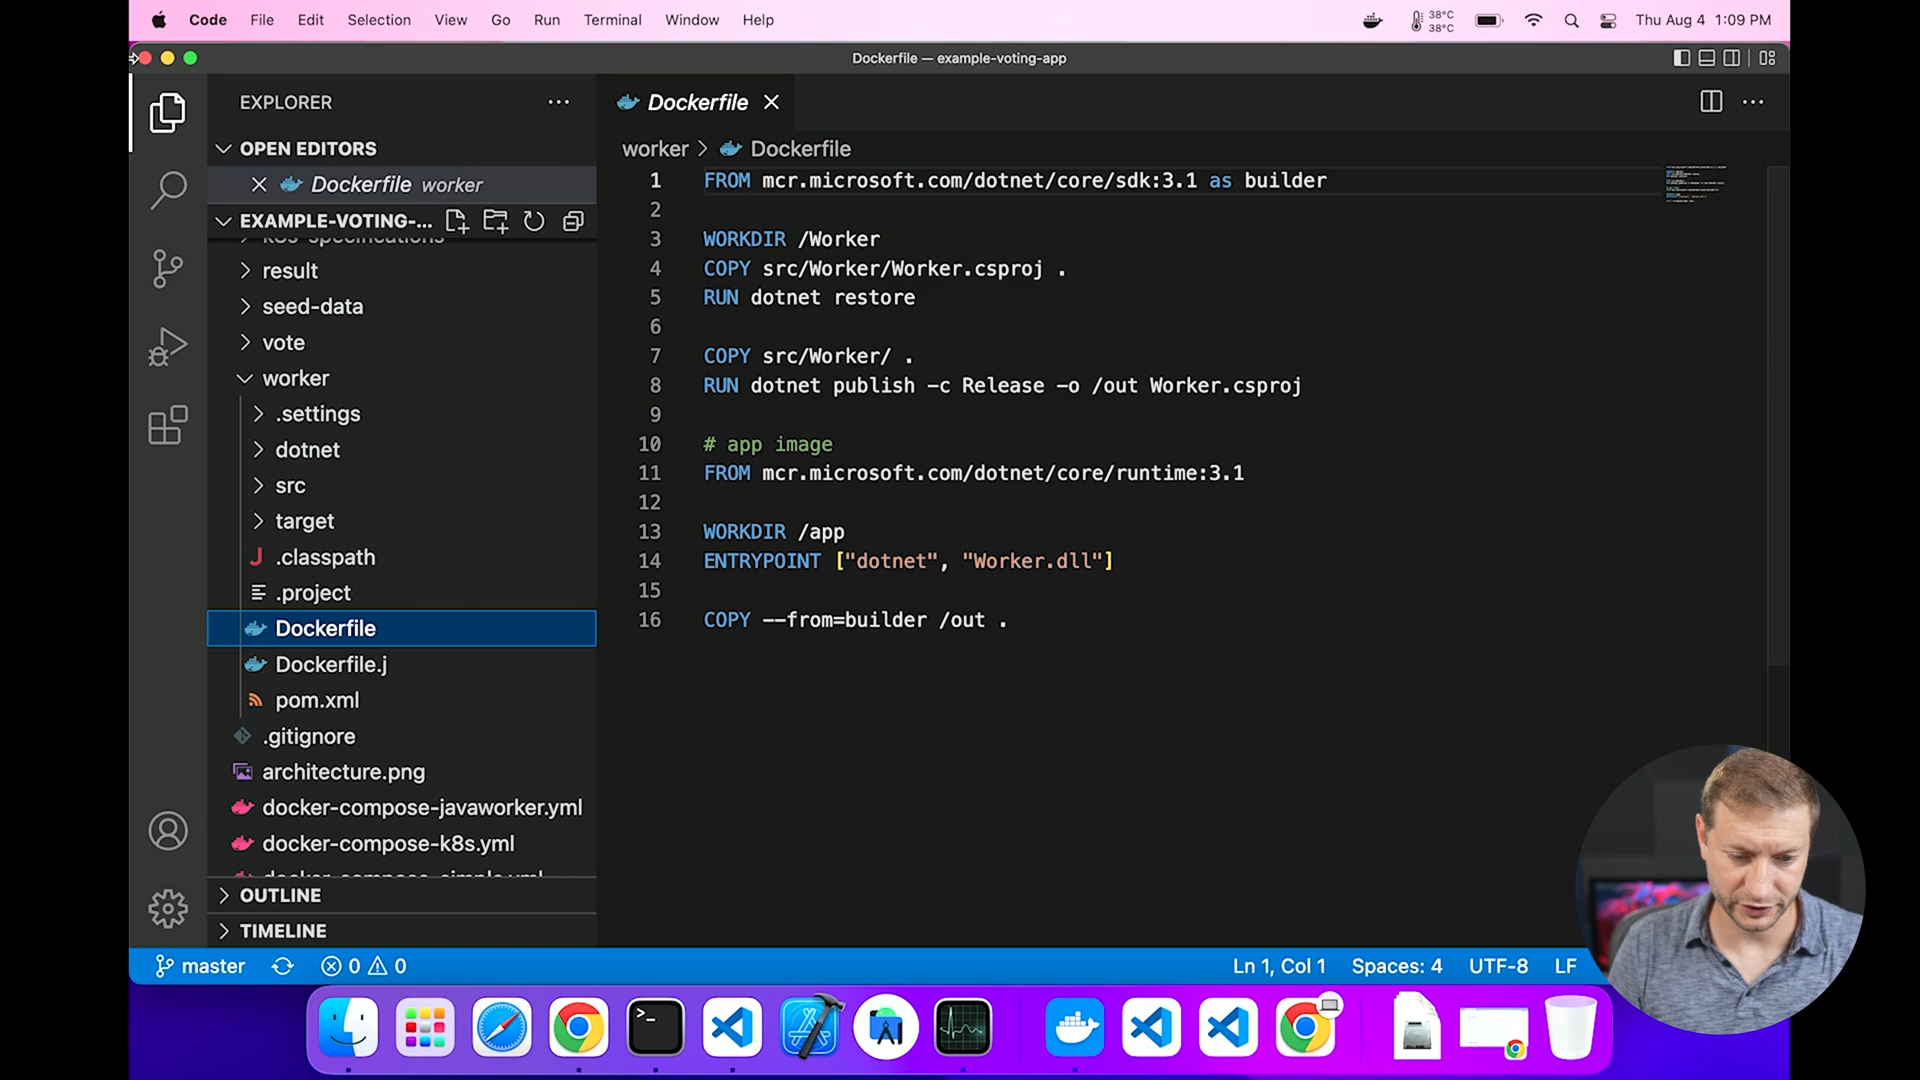 Code File Edit Selection View Go Run Terminal Window Help
38°C
38°C
Thu Aug 4 1:09 PM
Dockerfile — example-voting-app
EXPLORER
OPEN EDITORS
Dockerfile worker
EXAMPLE-VOTING-...
k8s-specifications
result
seed-data
vote
worker
.settings
dotnet
src
target
.classpath
.project
Dockerfile
Dockerfile.j
pom.xml
.gitignore
architecture.png
docker-compose-javaworker.yml
docker-compose-k8s.yml
docker-compose-simple.yml
OUTLINE
TIMELINE
Dockerfile
worker > Dockerfile
1 FROM mcr.microsoft.com/dotnet/core/sdk:3.1 as builder
2
3 WORKDIR /Worker
4 COPY src/Worker/Worker.csproj .
5 RUN dotnet restore
6
7 COPY src/Worker/ .
8 RUN dotnet publish -c Release -o /out Worker.csproj
9
10 # app image
11 FROM mcr.microsoft.com/dotnet/core/runtime:3.1
12
13 WORKDIR /app
14 ENTRYPOINT ["dotnet", "Worker.dll"]
15
16 COPY --from=builder /out .
master 0 0 Ln 1, Col 1 Spaces: 4 UTF-8 LF